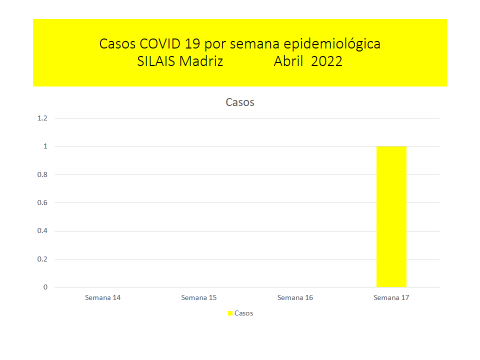 Casos COVID 19 por semana epidemiológica
SILAIS Madriz Abril 2022
Casos
1.2
1
0.8
0.6
0.4
0.2
0
Semana 14 Semana 15 Semana 16 Semana 17
Casos